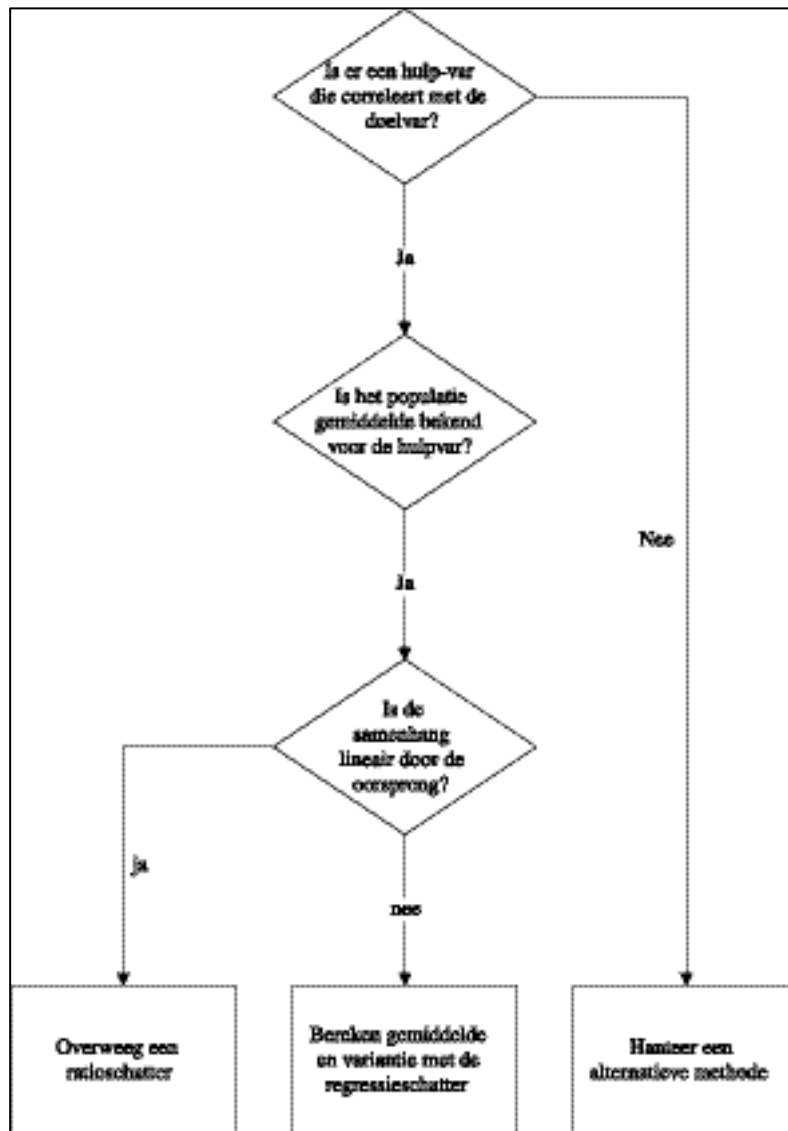 Is er een hulp-var
die correleert met de
doelvar?
Ja
Is het populatie
gemiddelde bekend
voor de hulpvar?
Nee
Ja
Is de
samenhang
lineair door de
oorsprong?
ja
nee
Overweeg een
ratioschatter
Bereken gemiddelde
en variantie met de
regressieschatter
Hanteer een
alternatieve methode